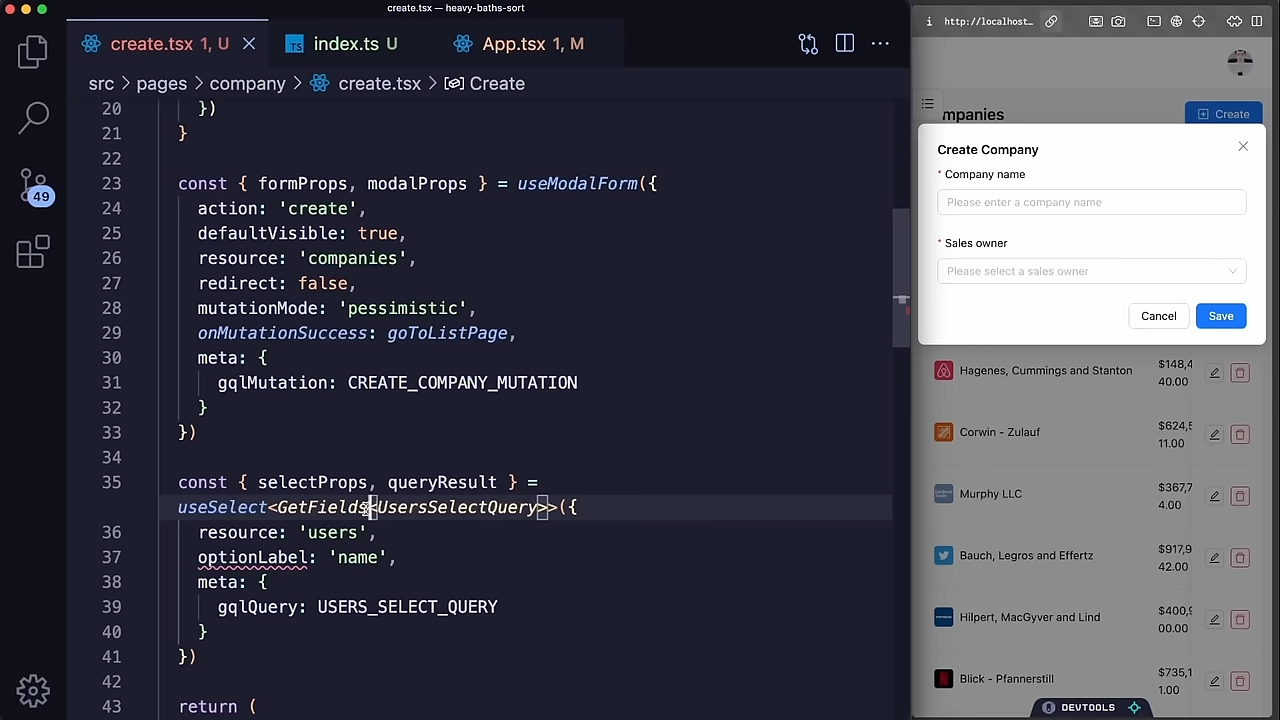 create.tsx — heavy-baths-sort
create.tsx 1, U
TS index.ts U
App.tsx 1, M
src > pages > company > create.tsx > Create
20 })
21 }
22
23 const { formProps, modalProps } = useModalForm({
24 action: 'create',
25 defaultVisible: true,
26 resource: 'companies',
27 redirect: false,
28 mutationMode: 'pessimistic',
29 onMutationSuccess: goToListPage,
30 meta: {
31 gqlMutation: CREATE_COMPANY_MUTATION
32 }
33 })
34
35 const { selectProps, queryResult } =
useSelect<GetFields<UsersSelectQuery>>({
36 resource: 'users',
37 optionLabel: 'name',
38 meta: {
39 gqlQuery: USERS_SELECT_QUERY
40 }
41 })
42
43 return (
49
http://localhost...
mpanies
Create
Create Company
* Company name
Please enter a company name
* Sales owner
Please select a sales owner
Cancel
Save
Hagenes, Cummings and Stanton
$148,4
40.00
Corwin - Zulauf
$624,5
11.00
Murphy LLC
$367,7
4.00
Bauch, Legros and Effertz
$917,9
42.00
Hilpert, MacGyver and Lind
$400,9
00.00
Blick - Pfannerstill
$735,1
1.00
DEVTOOLS